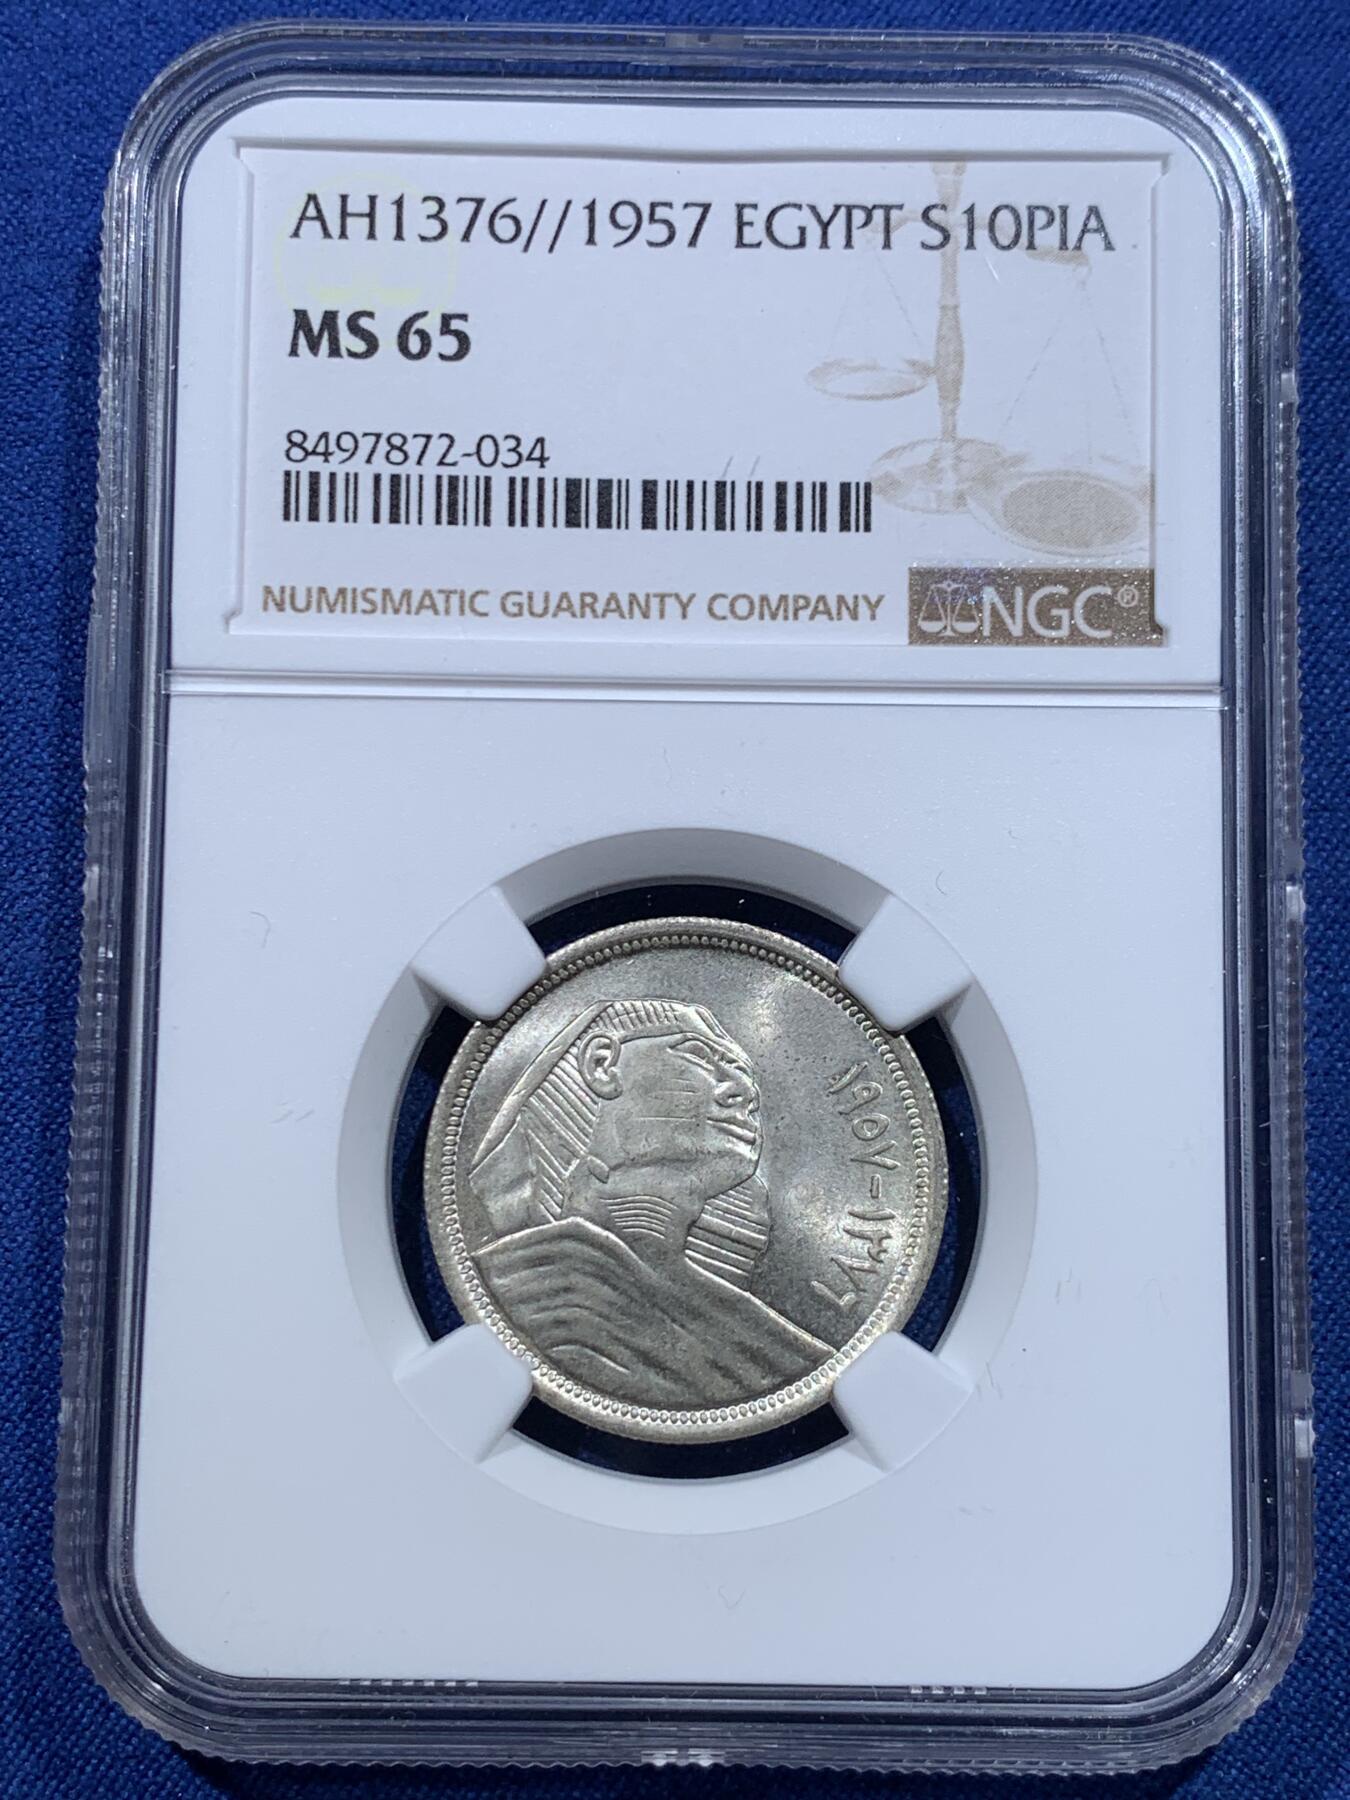 AH1376//1957 EGYPT S10PIA
MS 65
8497872-034
NUMISMATIC GUARANTY COMPANY NGC®
١٩٥٧-١٣٧٦